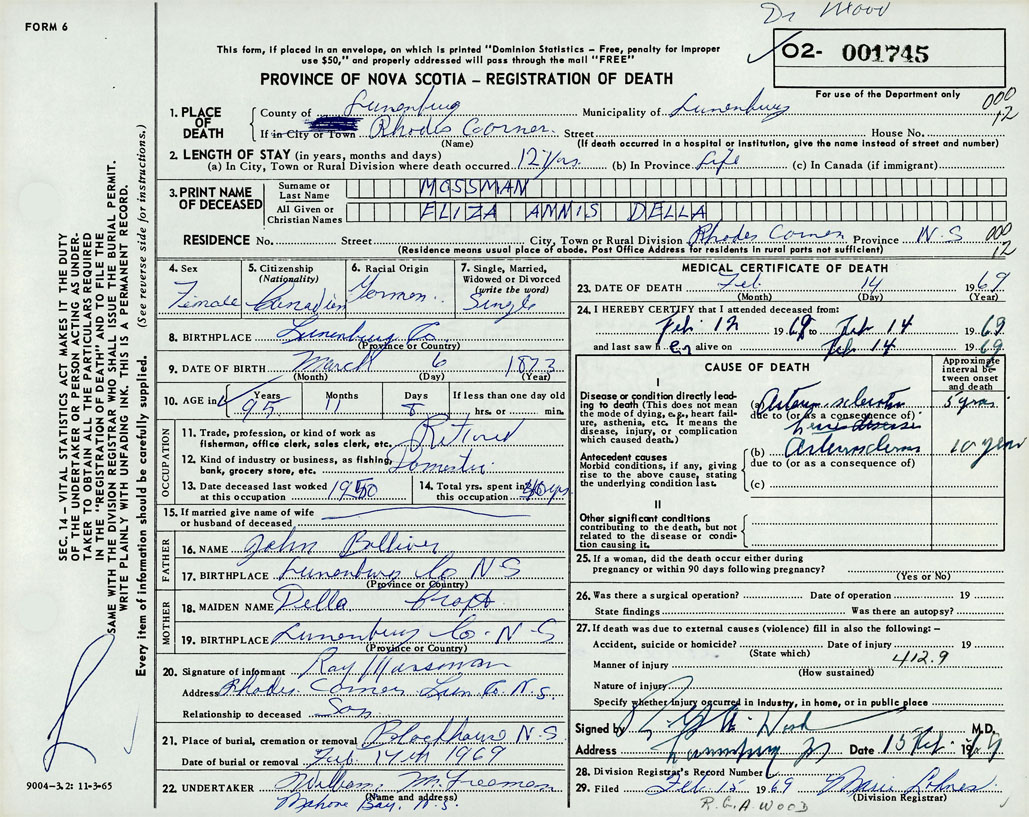 Dr Wood
FORM 6
O2- 001745
This form, if placed in an envelope, on which is printed "Dominion Statistics – Free, penalty for improper
use $50," and properly addressed will pass through the mail "FREE"
PROVINCE OF NOVA SCOTIA – REGISTRATION OF DEATH
For use of the Department only
000
12
1. PLACE OF DEATH
County of Lunenburg Municipality of Lunenburg
If in City or Town Rhodes Corner Street House No.
(Name) (If death occurred in a hospital or institution, give the name instead of street and number)
2. LENGTH OF STAY (in years, months and days)
(a) In City, Town or Rural Division where death occurred 12 yrs (b) In Province Life (c) In Canada (if immigrant)
3. PRINT NAME OF DECEASED
Surname or Last Name MOSSMAN
All Given or Christian Names ELIZA ANNIS DELLA
RESIDENCE No. Street City, Town or Rural Division Rhodes Corner Province N.S 000
(Residence means usual place of abode. Post Office Address for residents in rural parts not sufficient) 12
4. Sex Female
5. Citizenship (Nationality) Canadian
6. Racial Origin German
7. Single, Married, Widowed or Divorced (write the word) Single
8. BIRTHPLACE Lunenburg Co
(Province or Country)
9. DATE OF BIRTH March 6 1873
(Month) (Day) (Year)
10. AGE in Years 95 Months 11 Days 8 If less than one day old
hrs. or min.
OCCUPATION
11. Trade, profession, or kind of work as
fisherman, office clerk, sales clerk, etc. Retired
12. Kind of industry or business, as fishing,
bank, grocery store, etc. Domestic
13. Date deceased last worked
at this occupation 1950
14. Total yrs. spent in
this occupation
15. If married give name of wife
or husband of deceased
FATHER
16. NAME John Bolliver
17. BIRTHPLACE Lunenburg Co N S
(Province or Country)
MOTHER
18. MAIDEN NAME Della
19. BIRTHPLACE Lunenburg Co. N S
(Province or Country)
20. Signature of informant Ray Mossman
Address Rhodes Corner Lun. Co. N.S.
Relationship to deceased Son
21. Place of burial, cremation or removal Blockhouse N S
Date of burial or removal Feb 17th 1969
22. UNDERTAKER William M. Freeman
(Name and address)
Mahone Bay, N.S.
MEDICAL CERTIFICATE OF DEATH
23. DATE OF DEATH Feb 14 1969
(Month) (Day) (Year)
24. I HEREBY CERTIFY that I attended deceased from:
Feb 12 1969 to Feb 14 1969
and last saw h er alive on Feb 14 1969
CAUSE OF DEATH
Approximate interval between onset and death
I
Disease or condition directly leading
to death (This does not mean
the mode of dying, e.g., heart failure,
asthenia, etc. It means the
disease, injury, or complication
which caused death.)
(a) Arterio sclerotic 5 years
due to (or as a consequence of)
heart disease
Antecedent causes
Morbid conditions, if any, giving
rise to the above cause, stating
the underlying condition last.
(b) Arteriosclerosis 10 years
due to (or as a consequence of)
(c)
II
Other significant conditions
contributing to the death, but not
related to the disease or condition
causing it.
25. If a woman, did the death occur either during
pregnancy or within 90 days following pregnancy?
(Yes or No)
26. Was there a surgical operation? Date of operation 19
State findings Was there an autopsy?
27. If death was due to external causes (violence) fill in also the following: –
Accident, suicide or homicide? Date of injury 19
(State which)
Manner of injury 412.9
(How sustained)
Nature of injury
Specify whether injury occurred in industry, in home, or in public place
Signed by Wood M.D.
Address Lunenburg NS Date 15 Feb 1969
28. Division Registrar's Record Number
29. Filed Feb. 15 1969 Marie Lohnes
(Division Registrar)
R.G.A. WOOD
SEC. 14 – VITAL STATISTICS ACT MAKES IT THE DUTY
OF THE UNDERTAKER OR PERSON ACTING AS UNDERTAKER
TO OBTAIN ALL THE PARTICULARS REQUIRED
IN THE "REGISTRATION OF DEATH" AND TO FILE THE
SAME WITH THE DIVISION REGISTRAR WHO SHALL ISSUE THE BURIAL PERMIT.
WRITE PLAINLY WITH UNFADING INK. THIS IS A PERMANENT RECORD.
Every item of information should be carefully supplied. (See reverse side for instructions.)
9004–3.2: 11-3-65